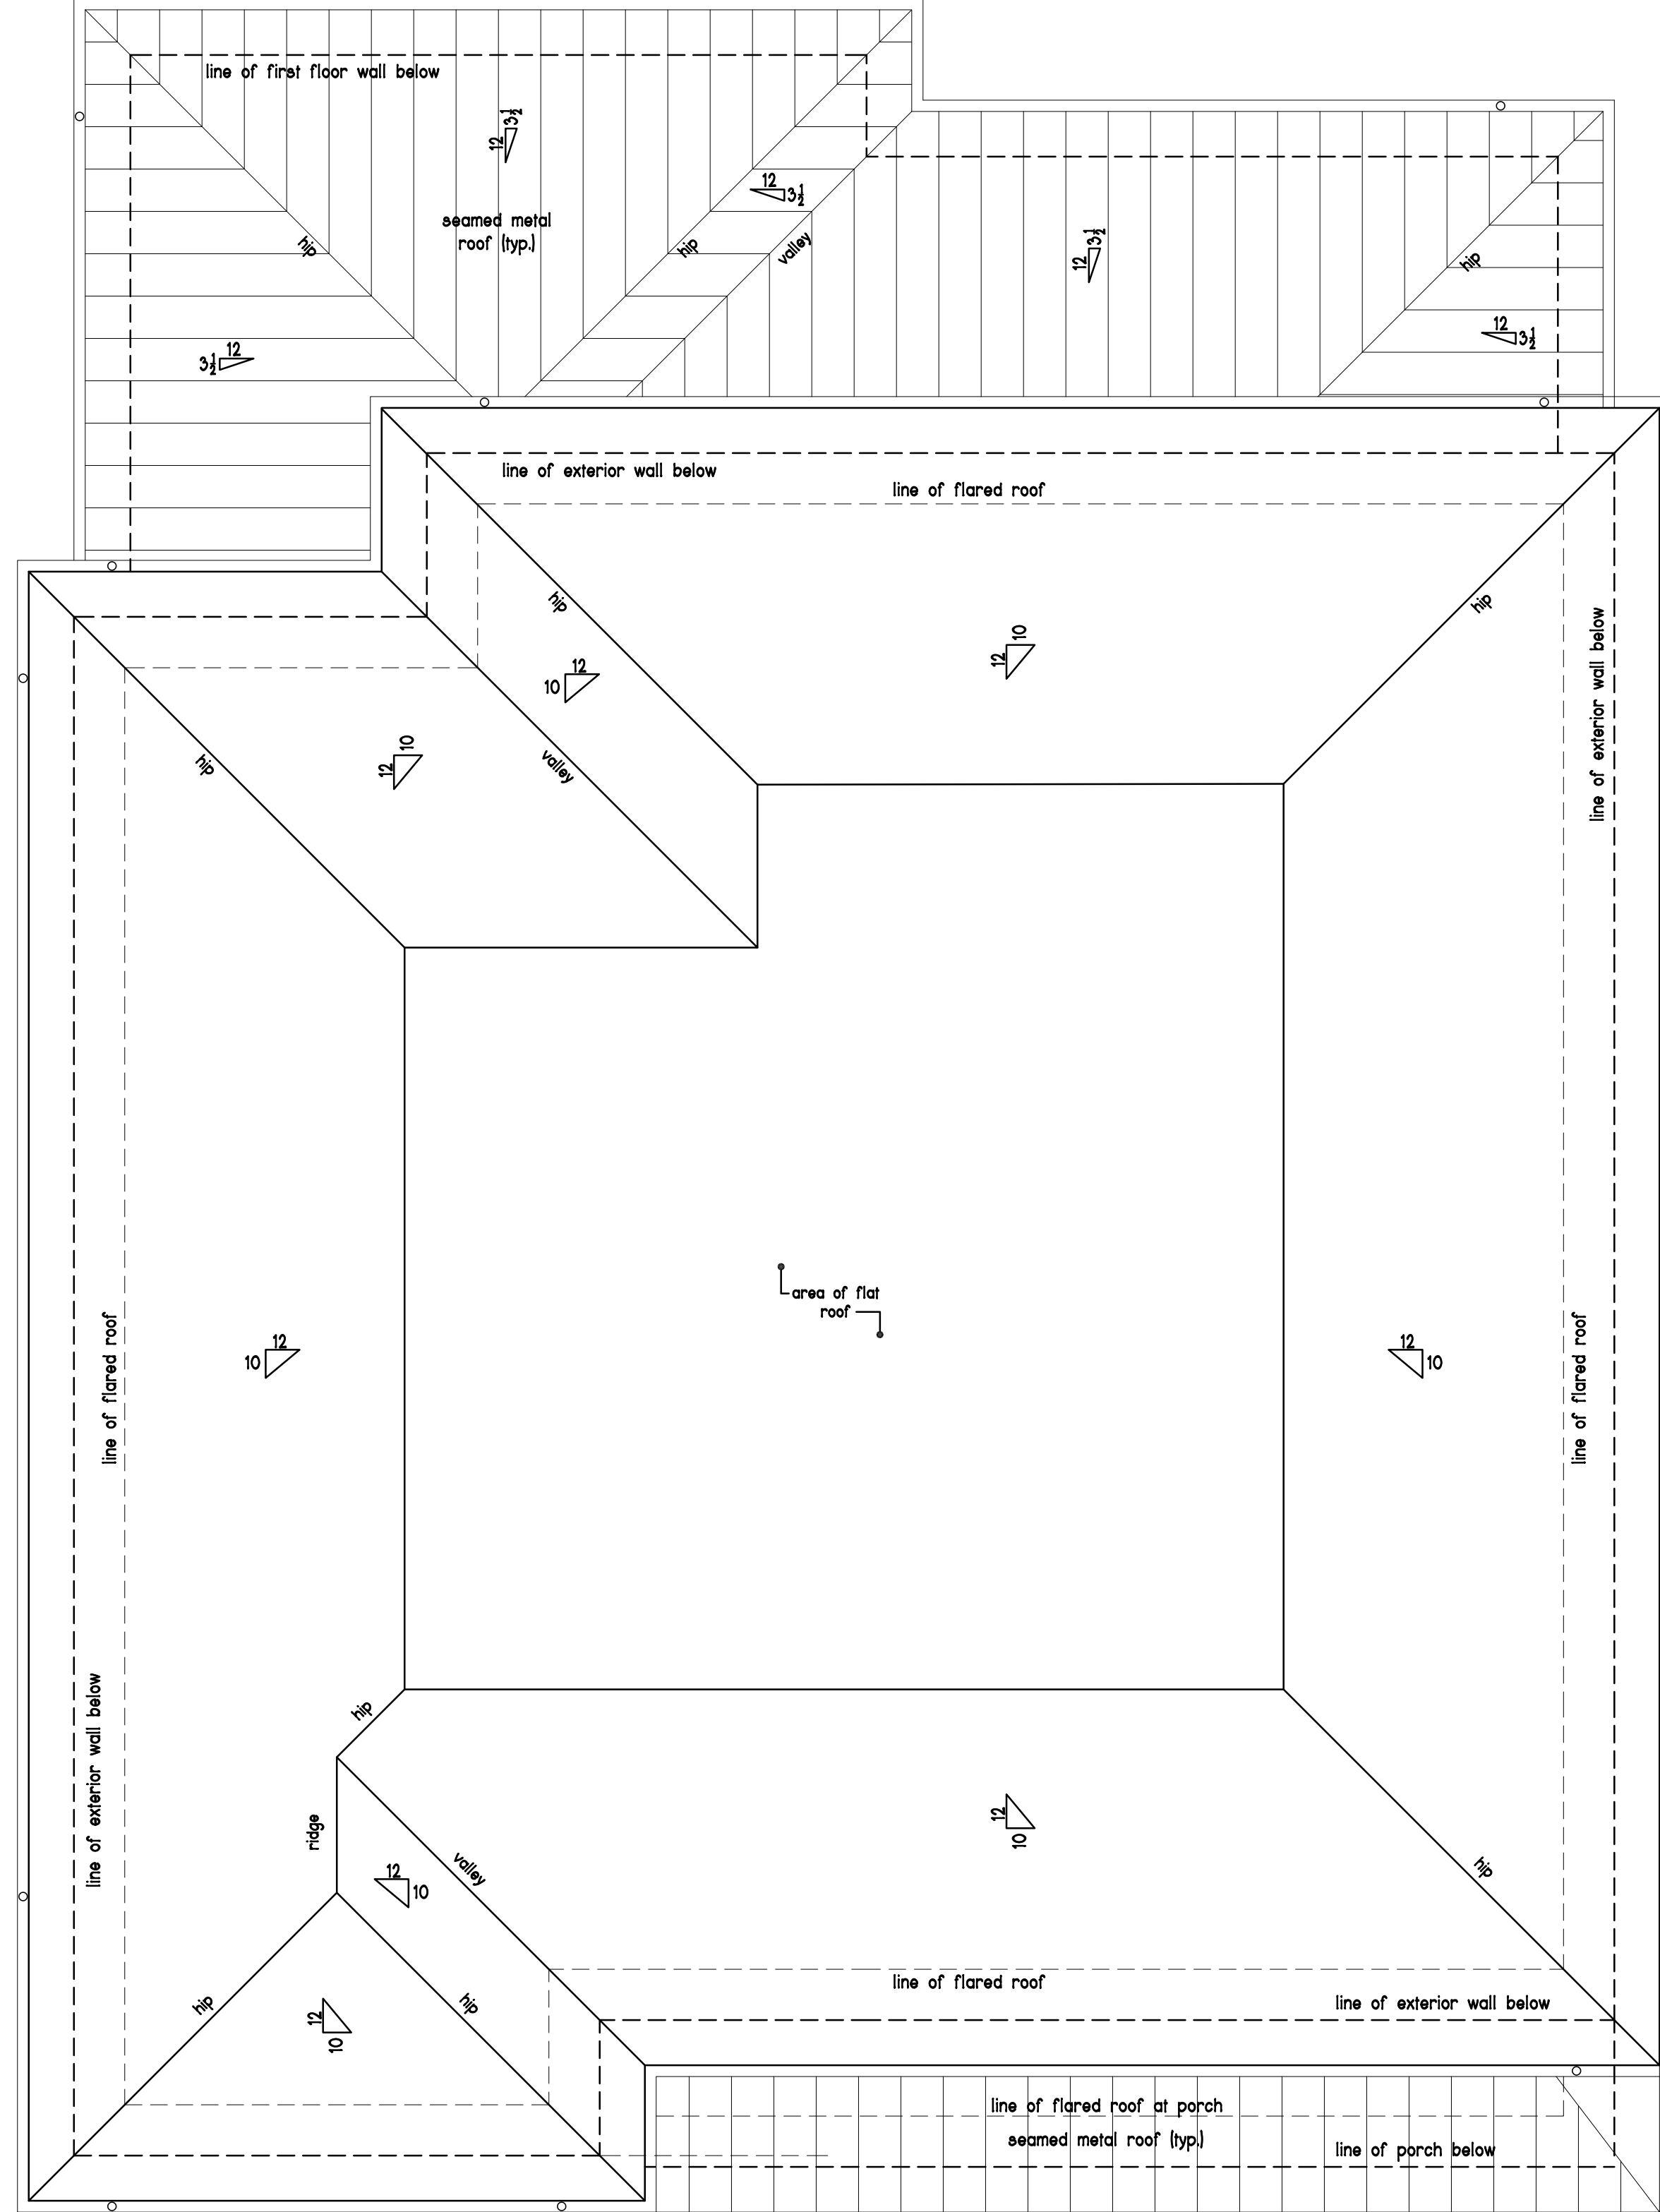 line of first floor wall below
12
3½
12
3½
seamed metal
roof (typ.)
hip
hip
valley
12
3½
hip
12
3½
12
3½
line of exterior wall below
line of flared roof
hip
hip
10
12
12
10
line of exterior wall below
10
12
hip
valley
area of flat
roof
line of flared roof
12
10
12
10
line of flared roof
line of exterior wall below
hip
ridge
12
10
12
10
valley
hip
hip
hip
12
10
line of flared roof
line of exterior wall below
line of flared roof at porch
seamed metal roof (typ.)
line of porch below